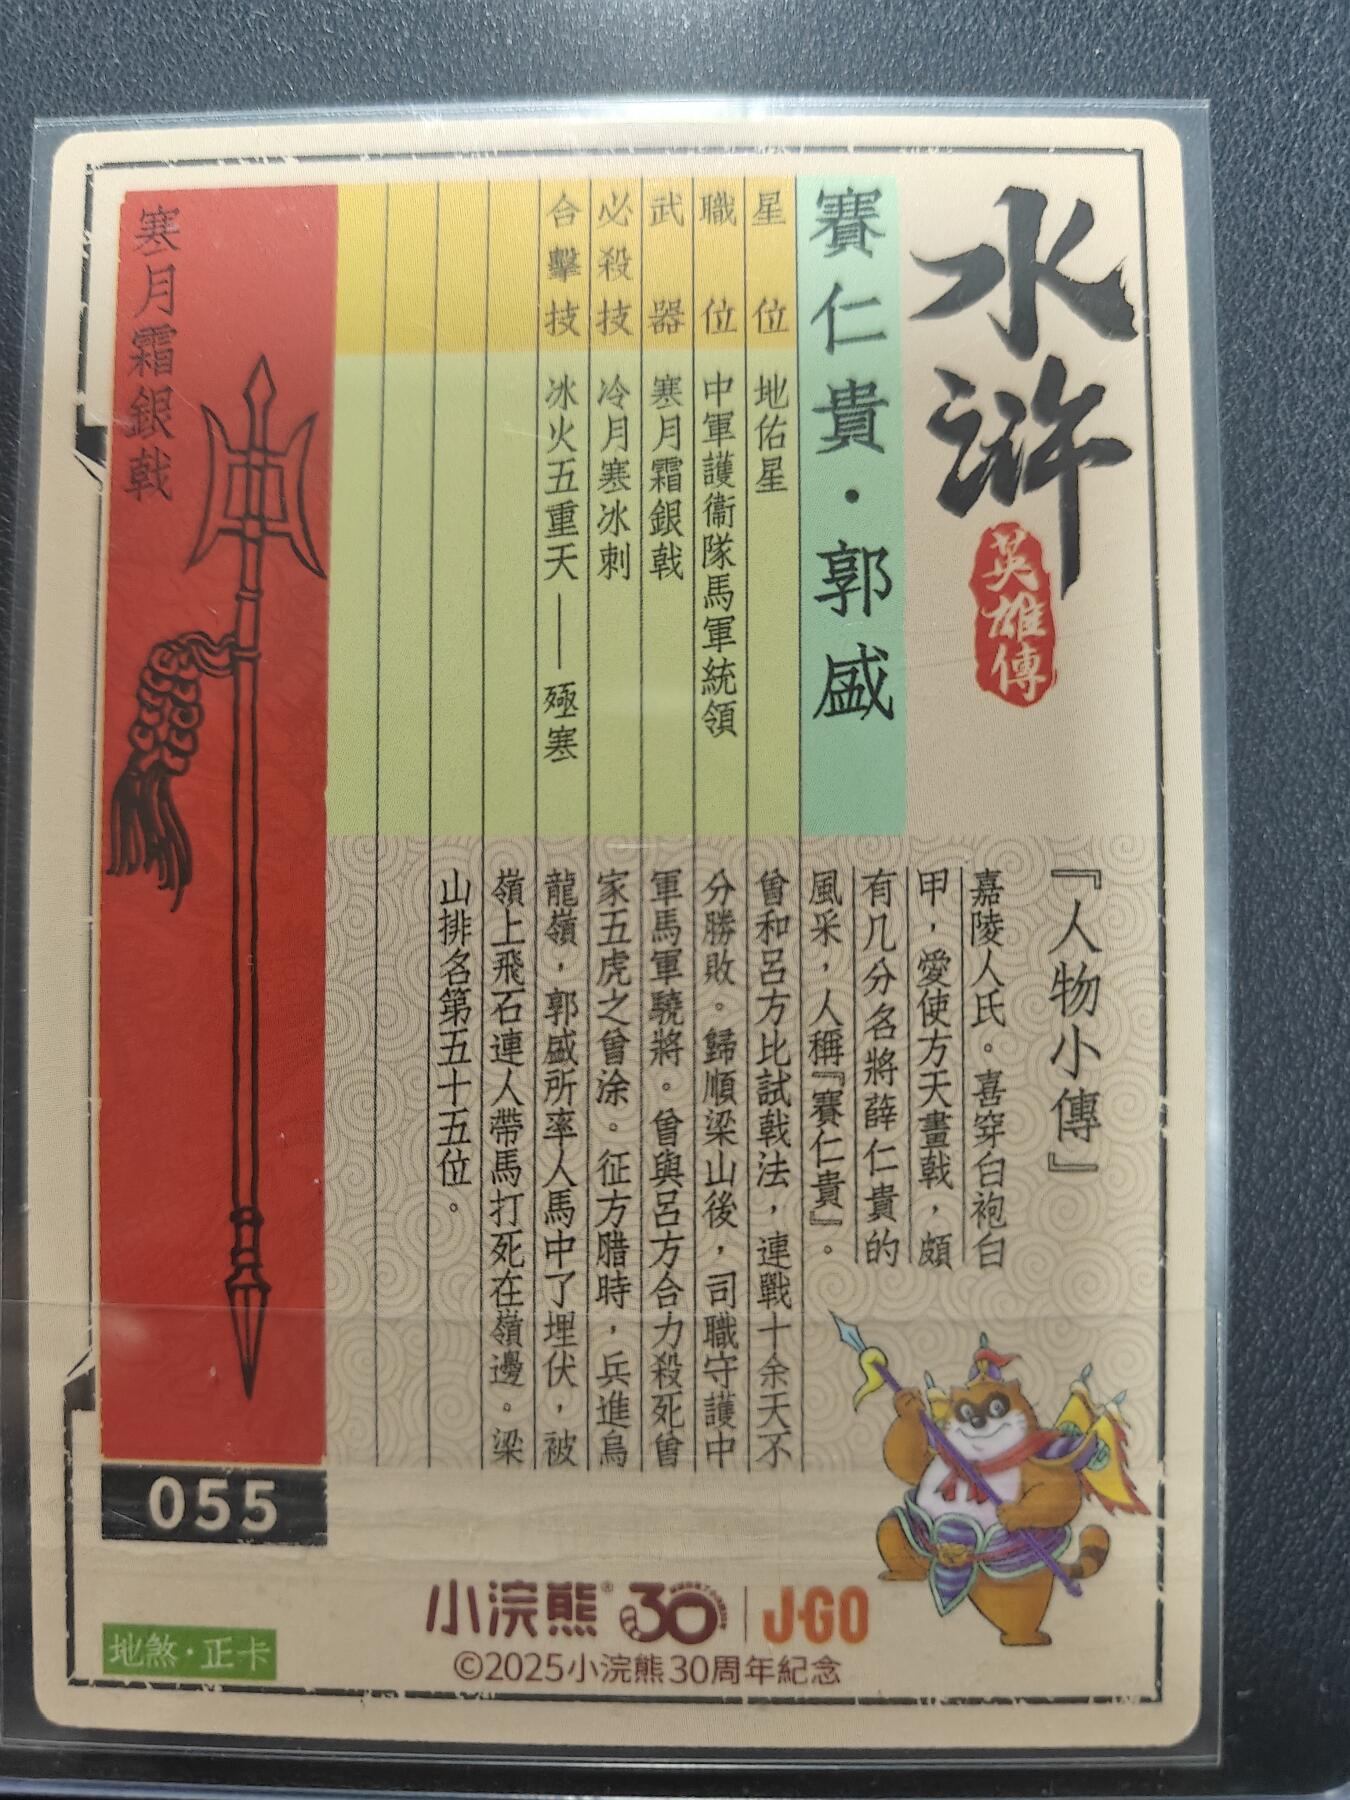 水滸
英雄傳
賽仁貴·郭盛
星位 地佑星
職位 中軍護衛隊馬軍統領
武器 寒月霜銀戟
必殺技 冷月寒冰刺
合擊技 冰火五重天——殛寒
寒月霜銀戟
055
『人物小傳』
嘉陵人氏。喜穿白袍白
甲，愛使方天畫戟，頗
有几分名將薛仁貴的
風采，人稱『賽仁貴』。
曾和呂方比試戟法，連戰十余天不
分勝敗。歸順梁山後，司職守護中
軍馬軍驍將。曾與呂方合力殺死曾
家五虎之曾涂。征方腊時，兵進烏
龍嶺，郭盛所率人馬中了埋伏，被
嶺上飛石連人帶馬打死在嶺邊。梁
山排名第五十五位。
小浣熊® 30 J·GO
©2025小浣熊30周年紀念
地煞·正卡